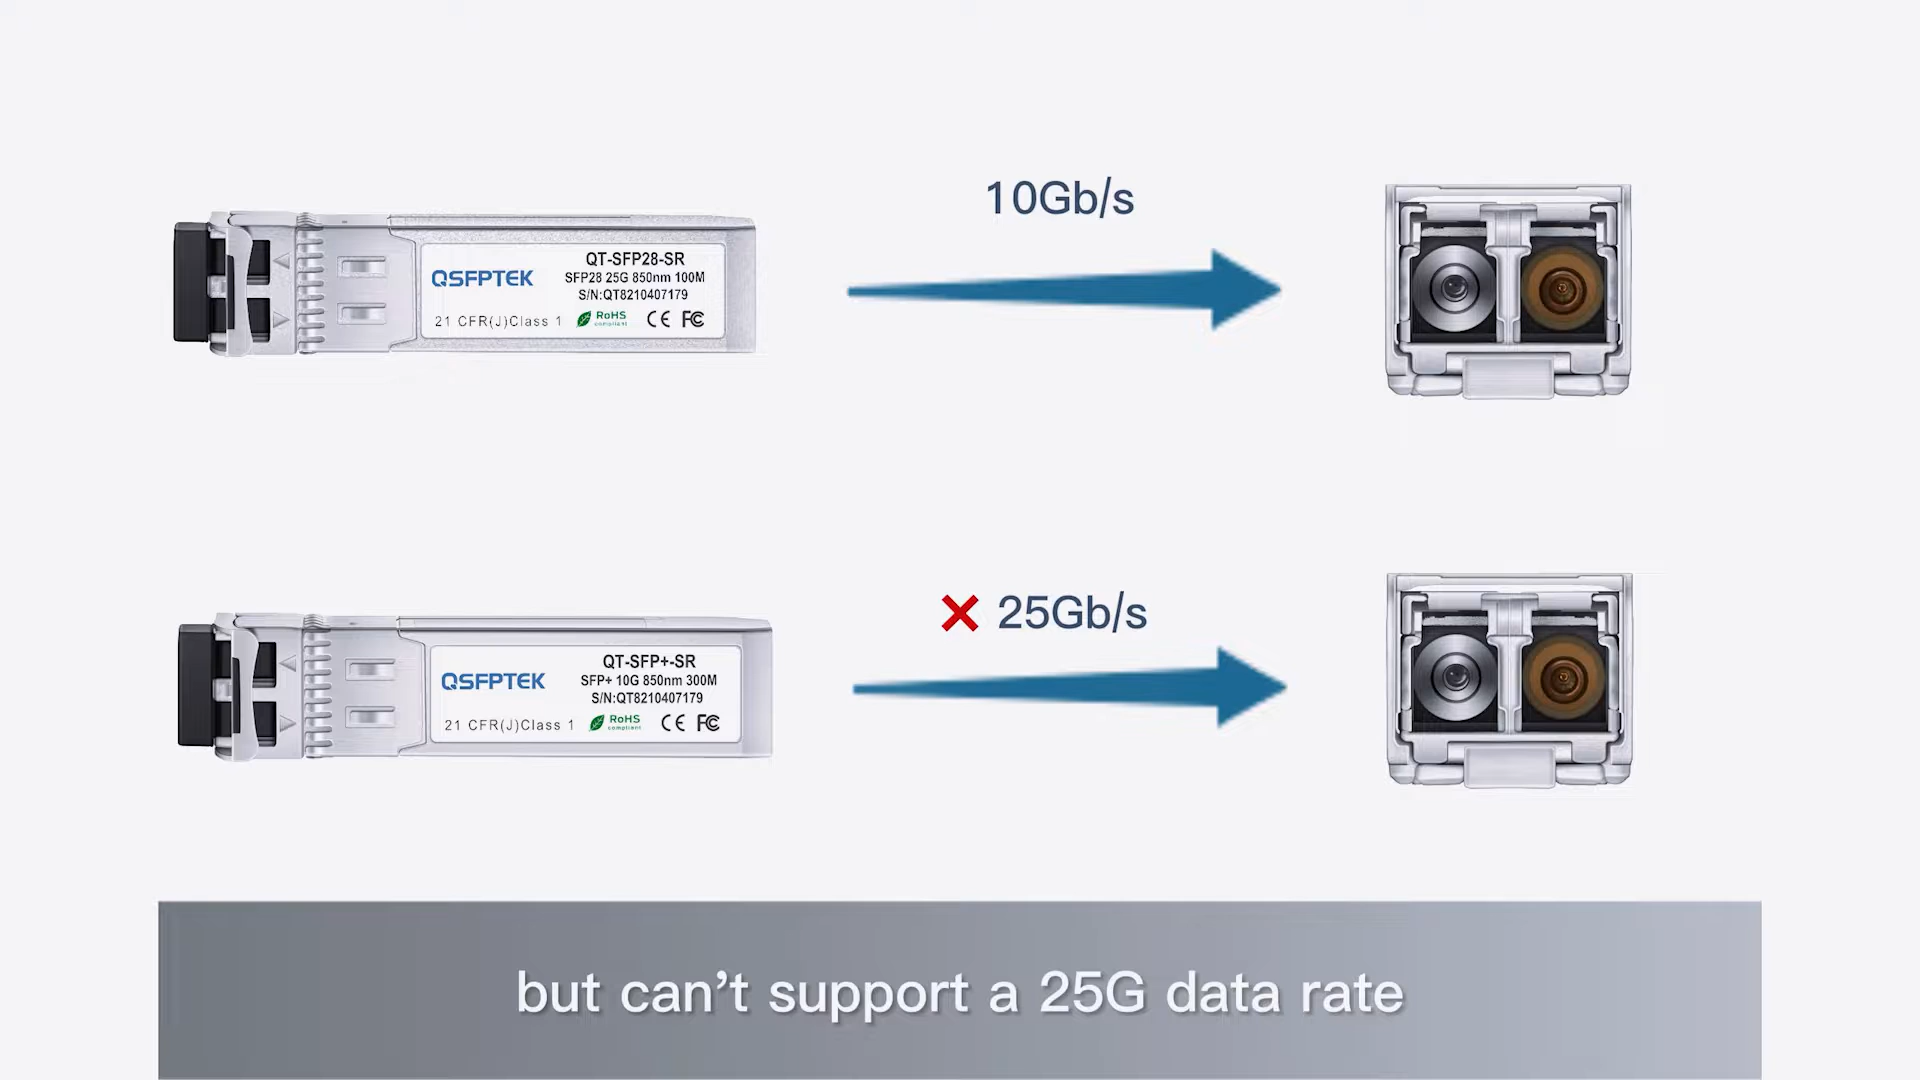 10Gb/s
QSFPTEK
QT-SFP28-SR
SFP28 25G 850nm 100M
S/N:QT8210407179
21 CFR(J)Class 1
RoHS
compliant
CE FC
25Gb/s
QSFPTEK
QT-SFP+-SR
SFP+ 10G 850nm 300M
S/N:QT8210407179
21 CFR(J)Class 1
RoHS
compliant
CE FC
but can’t support a 25G data rate